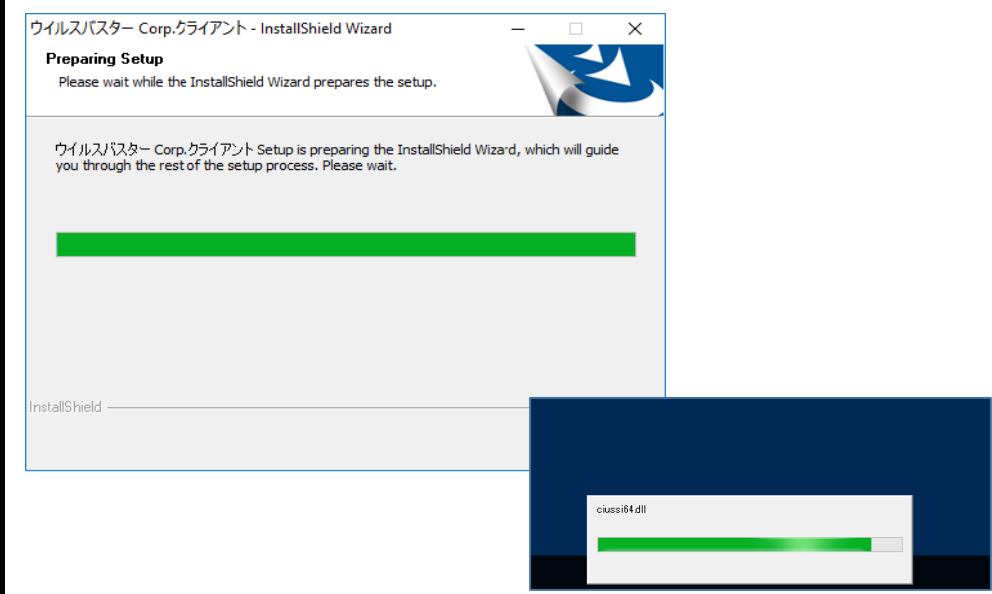 ウイルスバスター Corp.クライアント - InstallShield Wizard
Preparing Setup
Please wait while the InstallShield Wizard prepares the setup.
ウイルスバスター Corp.クライアント Setup is preparing the InstallShield Wizard, which will guide
you through the rest of the setup process. Please wait.
InstallShield
ciussi64.dll